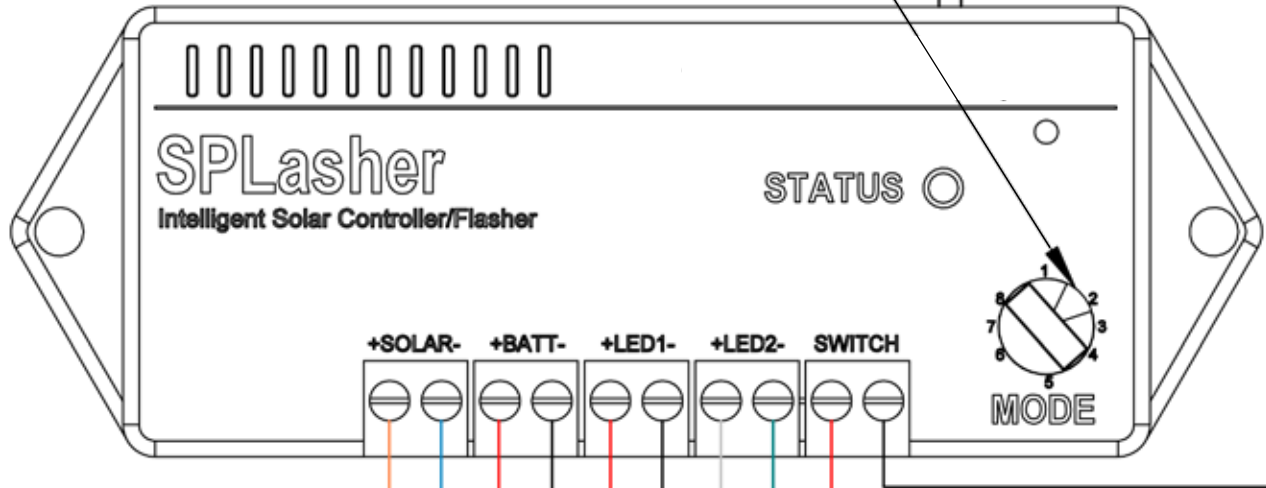 SPLasher
Intelligent Solar Controller/Flasher
STATUS
1
2
3
4
5
6
7
8
MODE
+SOLAR- +BATT- +LED1- +LED2- SWITCH